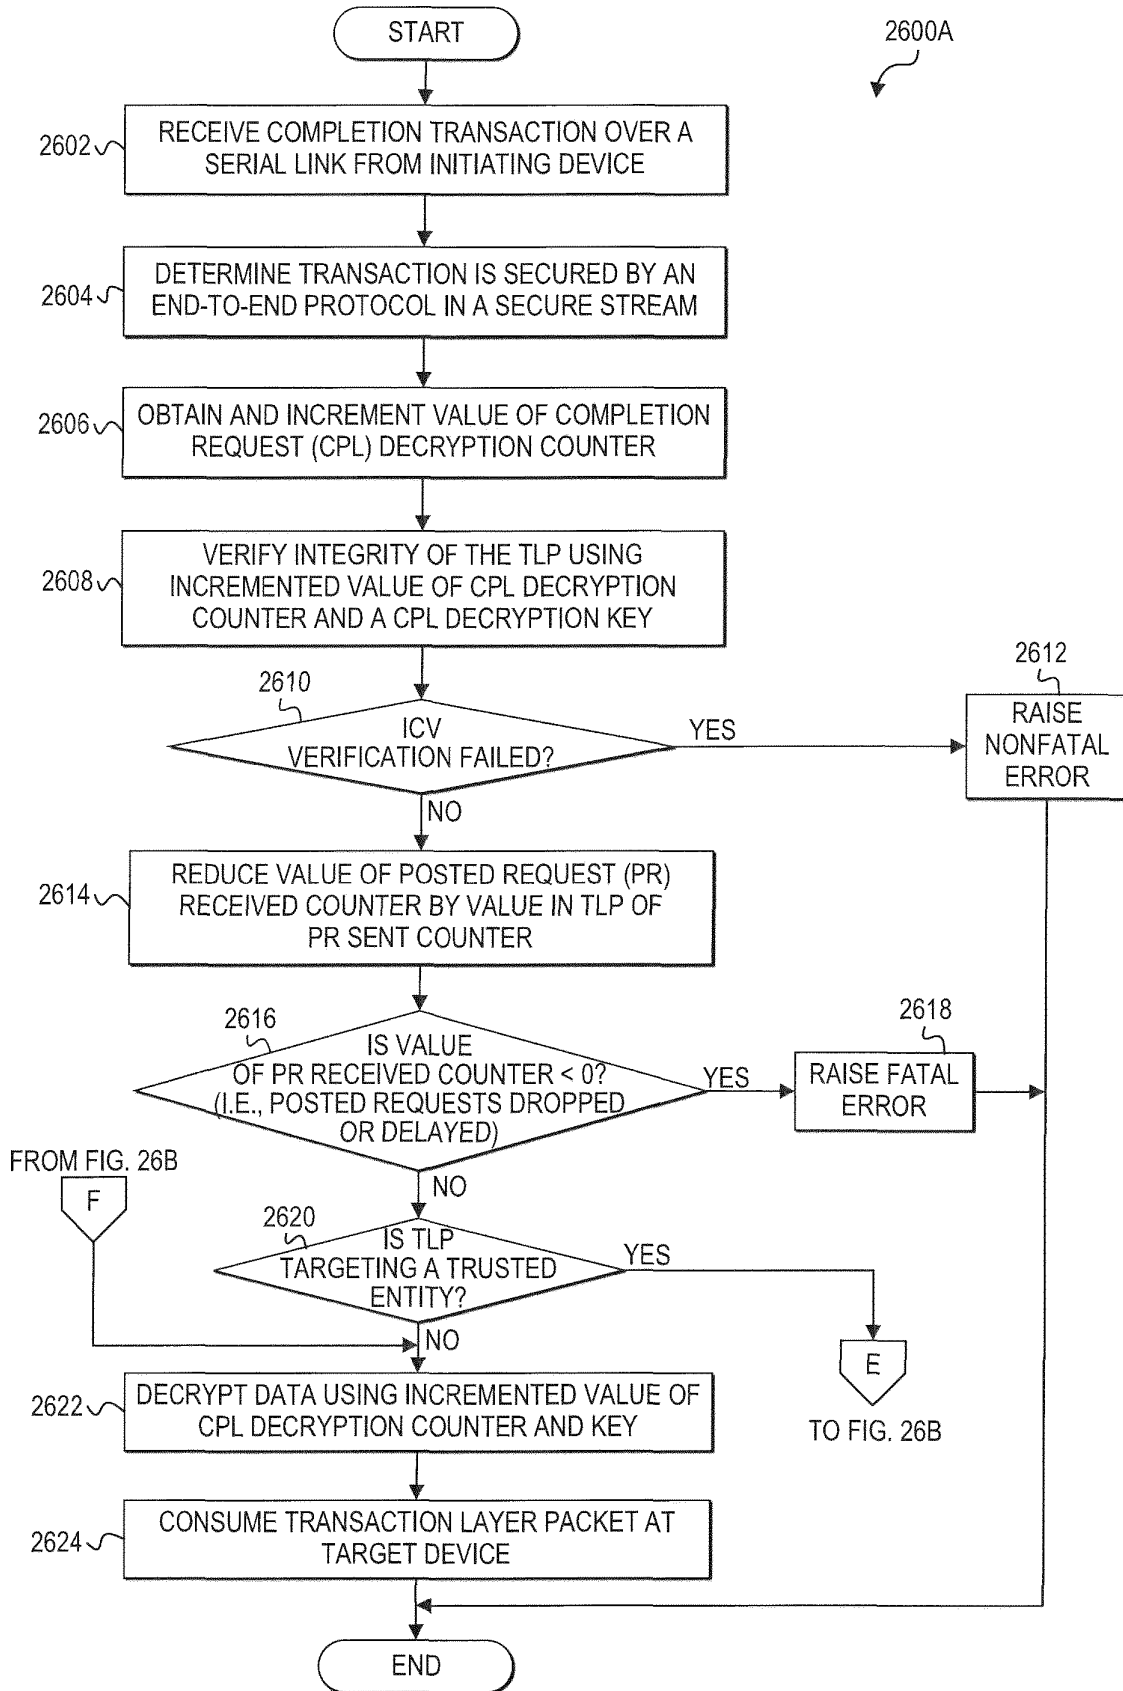 START
2600A
2602
RECEIVE COMPLETION TRANSACTION OVER A
SERIAL LINK FROM INITIATING DEVICE
2604
DETERMINE TRANSACTION IS SECURED BY AN
END-TO-END PROTOCOL IN A SECURE STREAM
2606
OBTAIN AND INCREMENT VALUE OF COMPLETION
REQUEST (CPL) DECRYPTION COUNTER
2608
VERIFY INTEGRITY OF THE TLP USING
INCREMENTED VALUE OF CPL DECRYPTION
COUNTER AND A CPL DECRYPTION KEY
2610
ICV
VERIFICATION FAILED?
YES
2612
RAISE
NONFATAL
ERROR
NO
2614
REDUCE VALUE OF POSTED REQUEST (PR)
RECEIVED COUNTER BY VALUE IN TLP OF
PR SENT COUNTER
2616
IS VALUE
OF PR RECEIVED COUNTER < 0?
(I.E., POSTED REQUESTS DROPPED
OR DELAYED)
YES
2618
RAISE FATAL
ERROR
NO
FROM FIG. 26B
F
2620
IS TLP
TARGETING A TRUSTED
ENTITY?
YES
NO
E
TO FIG. 26B
2622
DECRYPT DATA USING INCREMENTED VALUE OF
CPL DECRYPTION COUNTER AND KEY
2624
CONSUME TRANSACTION LAYER PACKET AT
TARGET DEVICE
END